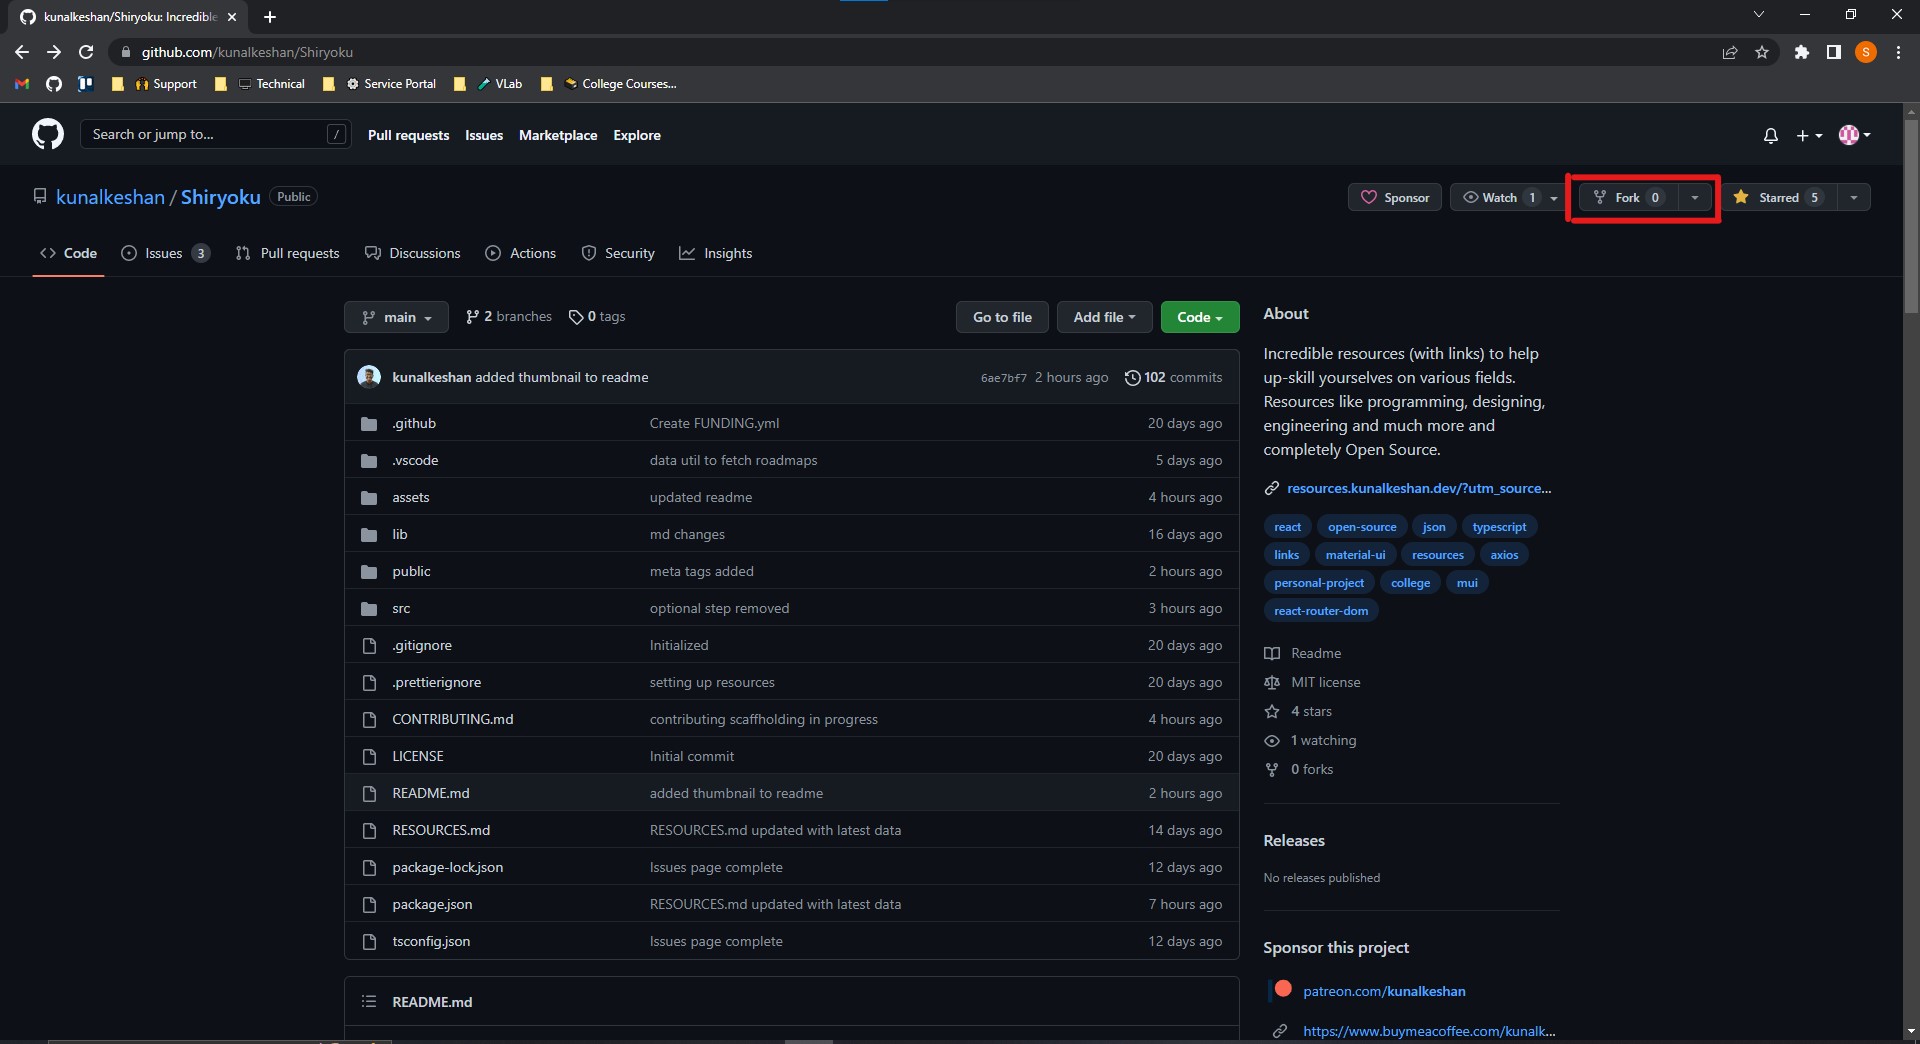 kunalkeshan/Shiryoku: Incredible
github.com/kunalkeshan/Shiryoku
S
Support
Technical
Service Portal
VLab
College Courses...
Search or jump to...
/
Pull requests
Issues
Marketplace
Explore
kunalkeshan / Shiryoku
Public
Sponsor
Watch 1
Fork 0
Starred 5
Code
Issues 3
Pull requests
Discussions
Actions
Security
Insights
main
2 branches
0 tags
Go to file
Add file
Code
kunalkeshan added thumbnail to readme
6ae7bf7 2 hours ago
102 commits
.github Create FUNDING.yml 20 days ago
.vscode data util to fetch roadmaps 5 days ago
assets updated readme 4 hours ago
lib md changes 16 days ago
public meta tags added 2 hours ago
src optional step removed 3 hours ago
.gitignore Initialized 20 days ago
.prettierignore setting up resources 20 days ago
CONTRIBUTING.md contributing scaffholding in progress 4 hours ago
LICENSE Initial commit 20 days ago
README.md added thumbnail to readme 2 hours ago
RESOURCES.md RESOURCES.md updated with latest data 14 days ago
package-lock.json Issues page complete 12 days ago
package.json RESOURCES.md updated with latest data 7 hours ago
tsconfig.json Issues page complete 12 days ago
README.md
About
Incredible resources (with links) to help
up-skill yourselves on various fields.
Resources like programming, designing,
engineering and much more and
completely Open Source.
resources.kunalkeshan.dev/?utm_source...
react open-source json typescript
links material-ui resources axios
personal-project college mui
react-router-dom
Readme
MIT license
4 stars
1 watching
0 forks
Releases
No releases published
Sponsor this project
patreon.com/kunalkeshan
https://www.buymeacoffee.com/kunalk...